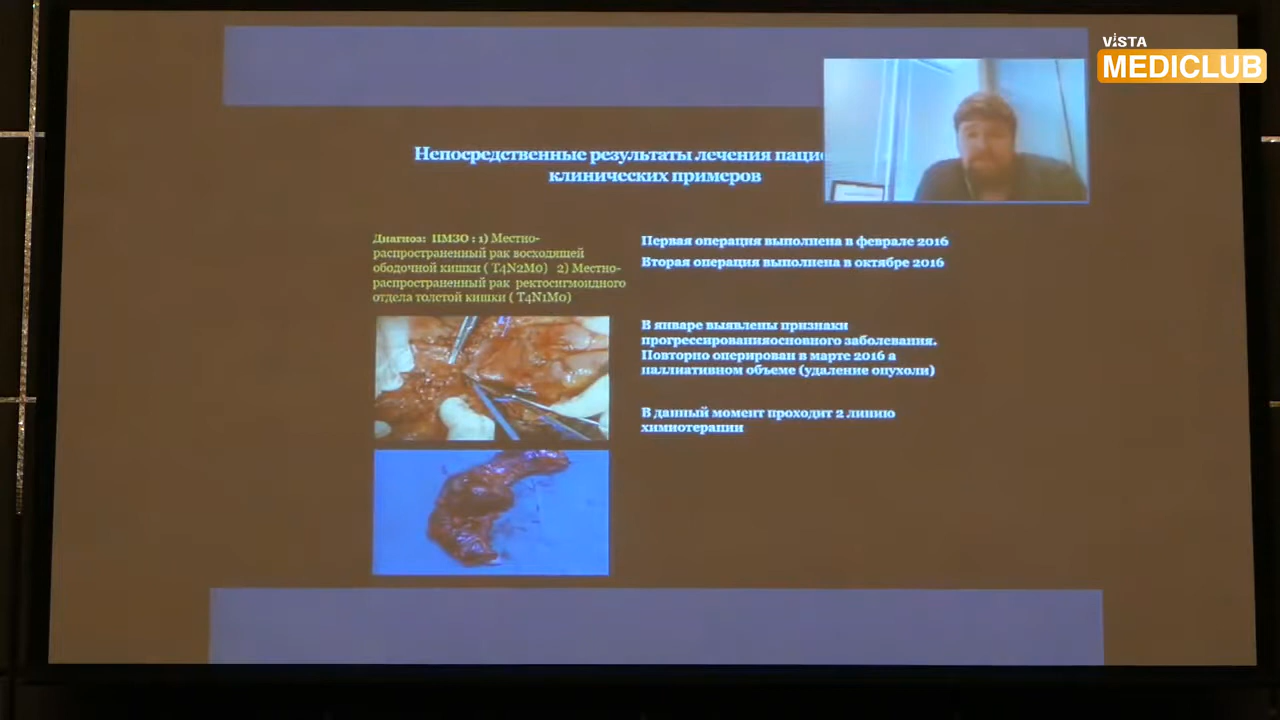 VISTA
MEDICLUB
Непосредственные результаты лечения
клинических примеров
Диагноз: ПМЗО : 1) Местно-
распространенный рак восходящей
ободочной кишки ( T4N2M0) 2) Местно-
распространенный рак ректосигмоидного
отдела толстой кишки ( T4N1M0)
Первая операция выполнена в феврале 2016
Вторая операция выполнена в октябре 2016
В январе выявлены признаки
прогрессированияосновного заболевания.
Повторно оперирован в марте 2016 а
паллиативном объеме (удаление опухоли)
В данный момент проходит 2 линию
химиотерапии